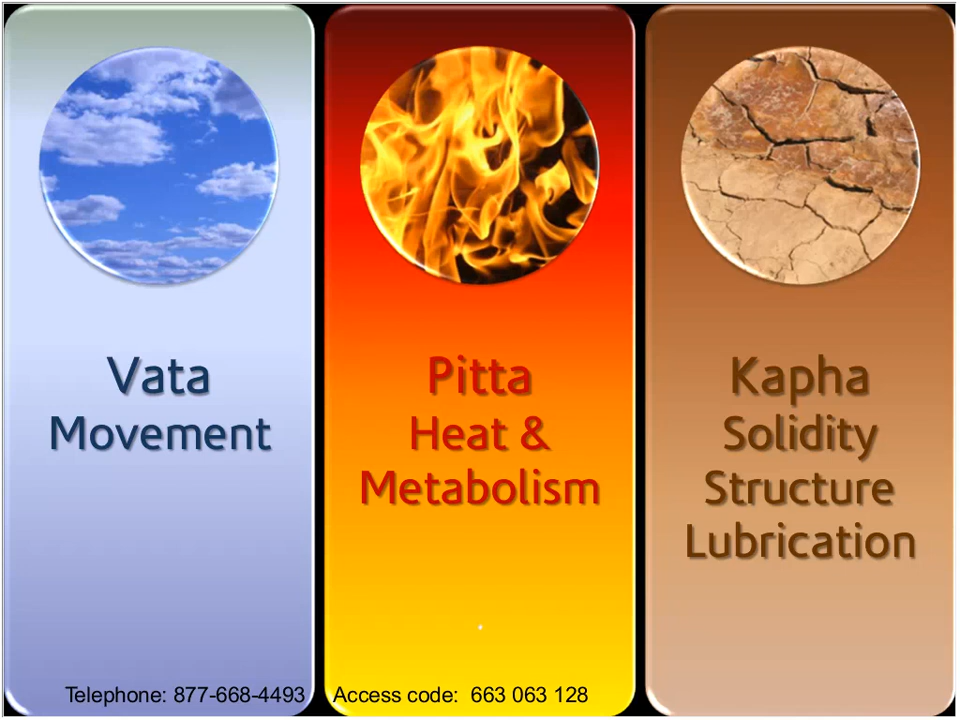 Vata
Movement
Pitta
Heat &
Metabolism
Kapha
Solidity
Structure
Lubrication
Telephone: 877-668-4493 Access code: 663 063 128